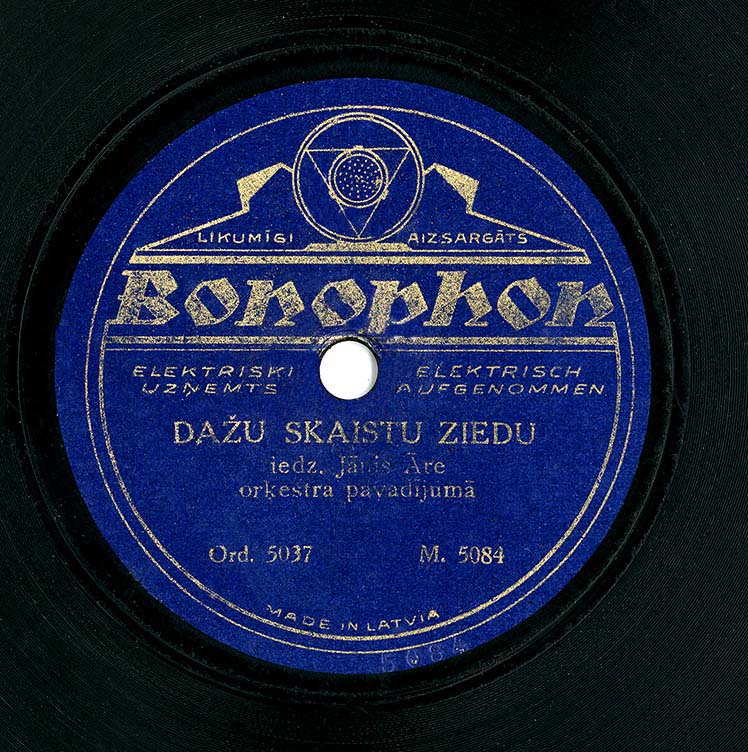 LIKUMĪGI AIZSARGĀTS
Bonophon
ELEKTRISKI ELEKTRISCH
UZŅEMTS AUFGENOMMEN
DAŽU SKAISTU ZIEDU
iedz. Jānis Āre
orķestra pavadījumā
Ord. 5037 M. 5084
MADE IN LATVIA
5084